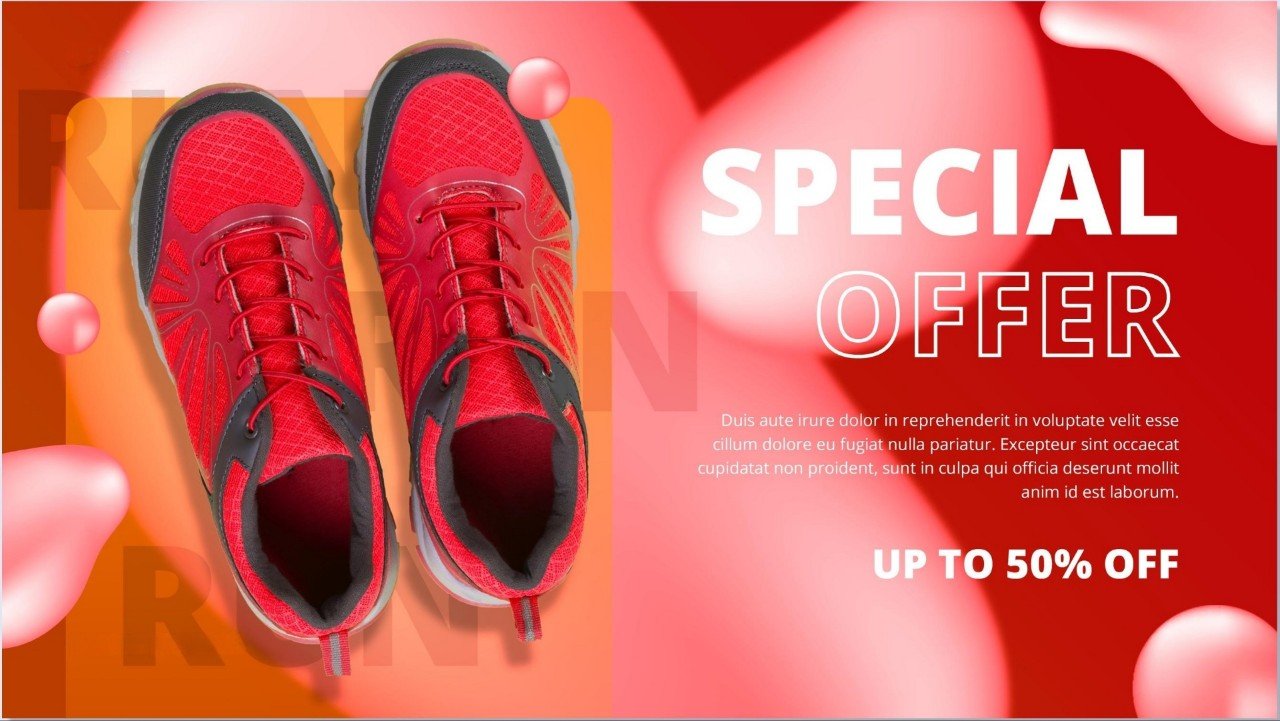 RUN
SPECIAL
OFFER
RUN
Duis aute irure dolor in reprehenderit in voluptate velit esse
cillum dolore eu fugiat nulla pariatur. Excepteur sint occaecat
cupidatat non proident, sunt in culpa qui officia deserunt mollit
anim id est laborum.
UP TO 50% OFF
RUN